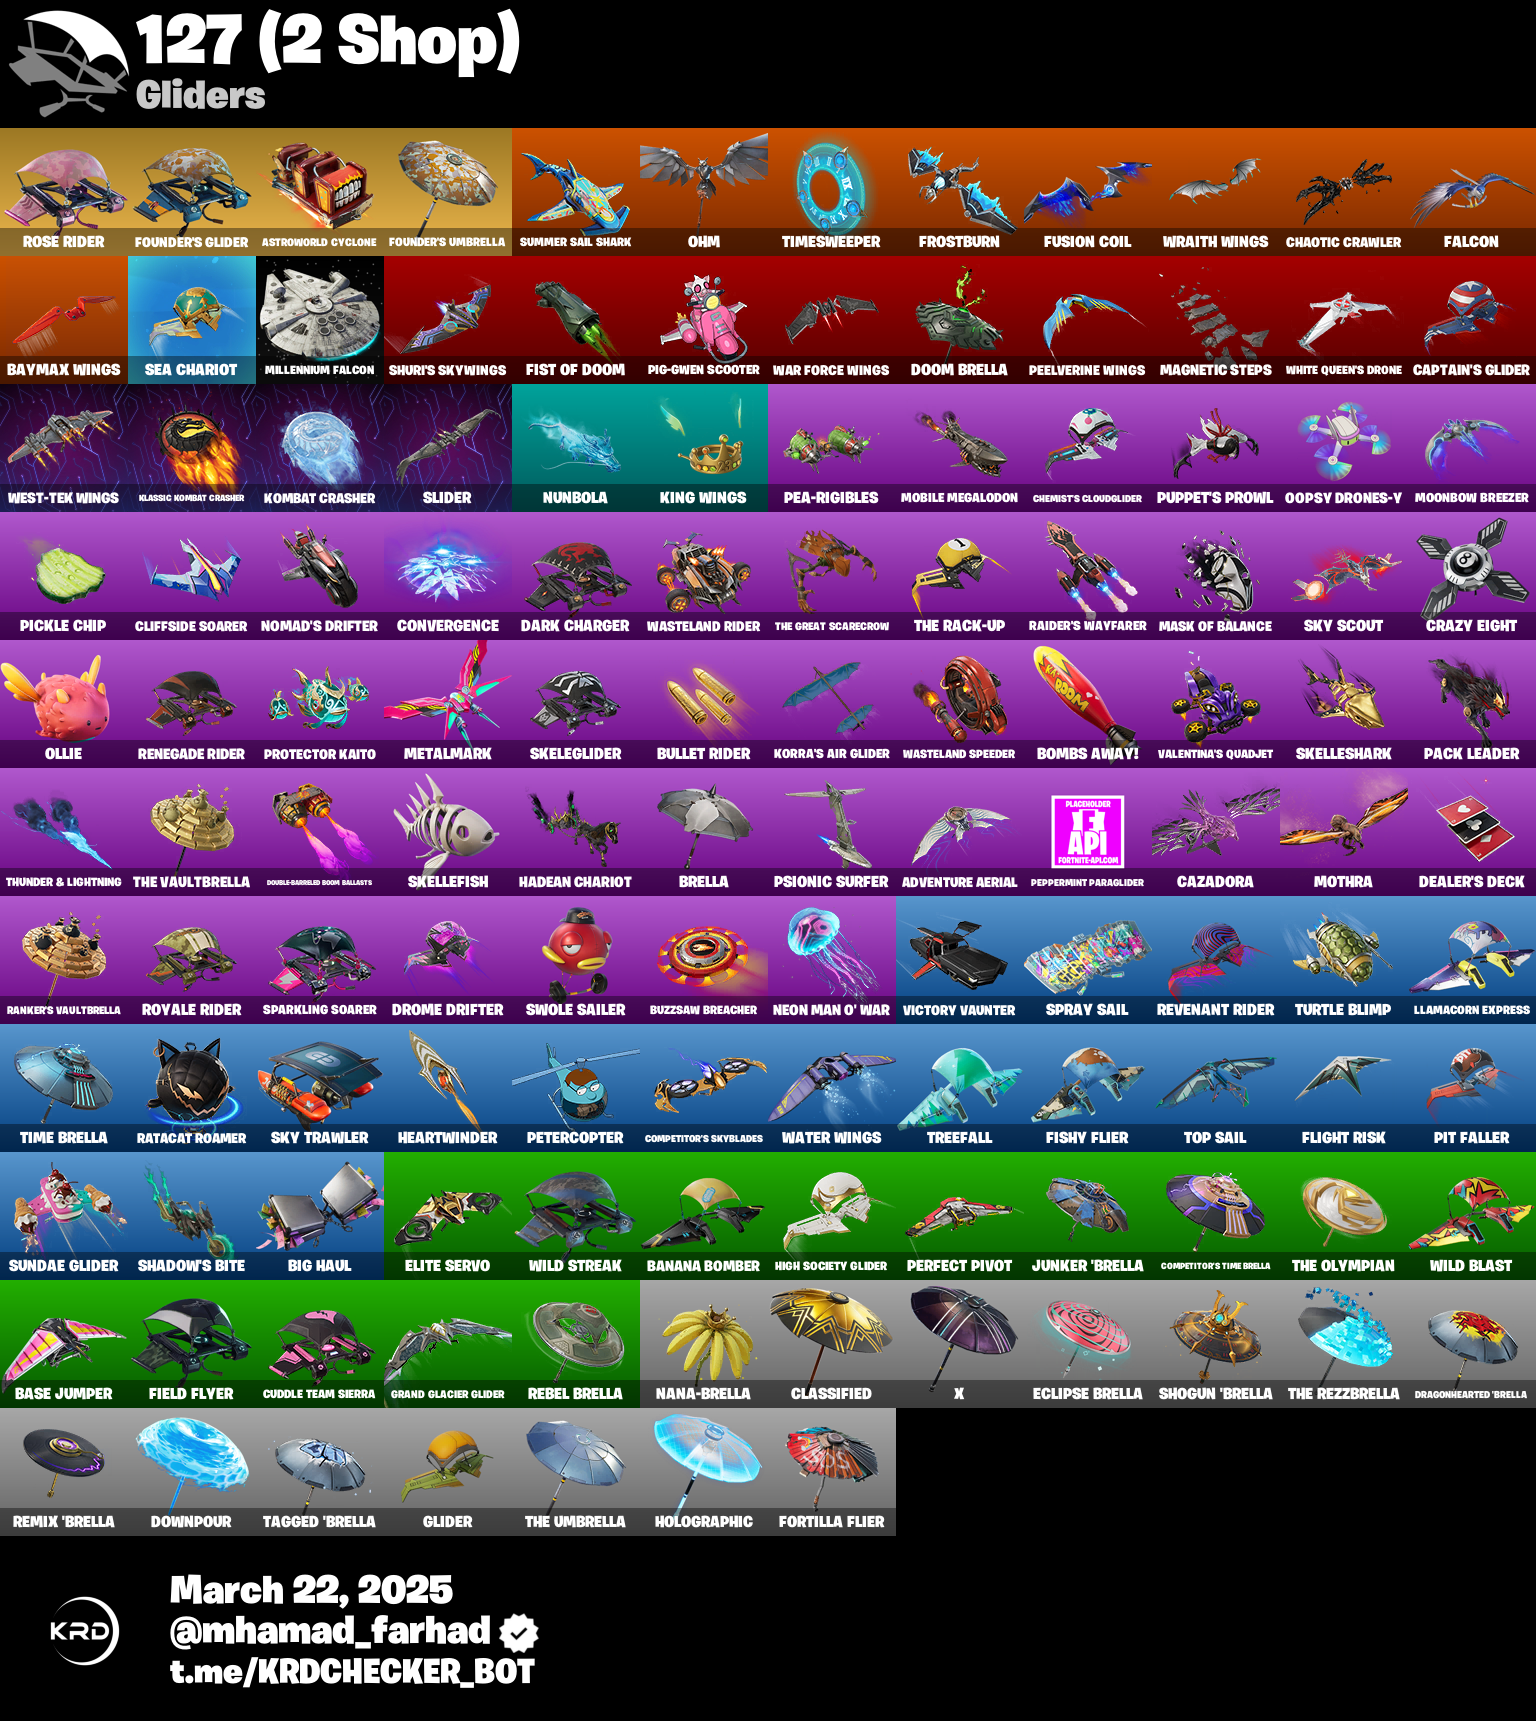 127 (2 Shop)
Gliders
ROSE RIDER FOUNDER'S GLIDER ASTROWORLD CYCLONE FOUNDER'S UMBRELLA SUMMER SAIL SHARK OHM TIMESWEEPER FROSTBURN FUSION COIL WRAITH WINGS CHAOTIC CRAWLER FALCON
BAYMAX WINGS SEA CHARIOT MILLENNIUM FALCON SHURI'S SKYWINGS FIST OF DOOM PIG-GWEN SCOOTER WAR FORCE WINGS DOOM BRELLA PEELVERINE WINGS MAGNETIC STEPS WHITE QUEEN'S DRONE CAPTAIN'S GLIDER
WEST-TEK WINGS KLASSIC KOMBAT CRASHER KOMBAT CRASHER SLIDER NUNBOLA KING WINGS PEA-RIGIBLES MOBILE MEGALODON CHEMIST'S CLOUDGLIDER PUPPET'S PROWL OOPSY DRONES-Y MOONBOW BREEZER
PICKLE CHIP CLIFFSIDE SOARER NOMAD'S DRIFTER CONVERGENCE DARK CHARGER WASTELAND RIDER THE GREAT SCARECROW THE RACK-UP RAIDER'S WAYFARER MASK OF BALANCE SKY SCOUT CRAZY EIGHT
KA BOOM
OLLIE RENEGADE RIDER PROTECTOR KAITO METALMARK SKELEGLIDER BULLET RIDER KORRA'S AIR GLIDER WASTELAND SPEEDER BOMBS AWAY! VALENTINA'S QUADJET SKELLESHARK PACK LEADER
PLACEHOLDER
F
API
FORTNITE-API.COM
THUNDER & LIGHTNING THE VAULTBRELLA DOUBLE-BARRELED BOOM BALLASTS SKELLEFISH HADEAN CHARIOT BRELLA PSIONIC SURFER ADVENTURE AERIAL PEPPERMINT PARAGLIDER CAZADORA MOTHRA DEALER'S DECK
RANKER'S VAULTBRELLA ROYALE RIDER SPARKLING SOARER DROME DRIFTER SWOLE SAILER BUZZSAW BREACHER NEON MAN O' WAR VICTORY VAUNTER SPRAY SAIL REVENANT RIDER TURTLE BLIMP LLAMACORN EXPRESS
TIME BRELLA RATACAT ROAMER SKY TRAWLER HEARTWINDER PETERCOPTER COMPETITOR'S SKYBLADES WATER WINGS TREEFALL FISHY FLIER TOP SAIL FLIGHT RISK PIT FALLER
SUNDAE GLIDER SHADOW'S BITE BIG HAUL ELITE SERVO WILD STREAK BANANA BOMBER HIGH SOCIETY GLIDER PERFECT PIVOT JUNKER 'BRELLA COMPETITOR'S TIME BRELLA THE OLYMPIAN WILD BLAST
BASE JUMPER FIELD FLYER CUDDLE TEAM SIERRA GRAND GLACIER GLIDER REBEL BRELLA NANA-BRELLA CLASSIFIED X ECLIPSE BRELLA SHOGUN 'BRELLA THE REZZBRELLA DRAGONHEARTED 'BRELLA
REMIX 'BRELLA DOWNPOUR TAGGED 'BRELLA GLIDER THE UMBRELLA HOLOGRAPHIC FORTILLA FLIER
March 22, 2025
@mhamad_farhad
KRD
t.me/KRDCHECKER_BOT